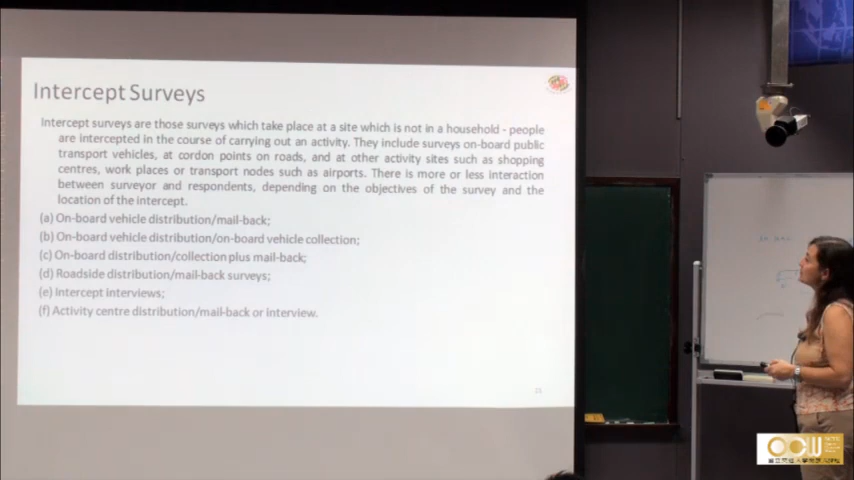 Intercept Surveys
Intercept surveys are those surveys which take place at a site which is not in a household - people
are intercepted in the course of carrying out an activity. They include surveys on-board public
transport vehicles, at cordon points on roads, and at other activity sites such as shopping
centres, work places or transport nodes such as airports. There is more or less interaction
between surveyor and respondents, depending on the objectives of the survey and the
location of the intercept.
(a) On-board vehicle distribution/mail-back;
(b) On-board vehicle distribution/on-board vehicle collection;
(c) On-board distribution/collection plus mail-back;
(d) Roadside distribution/mail-back surveys;
(e) Intercept interviews;
(f) Activity centre distribution/mail-back or interview.
OCW